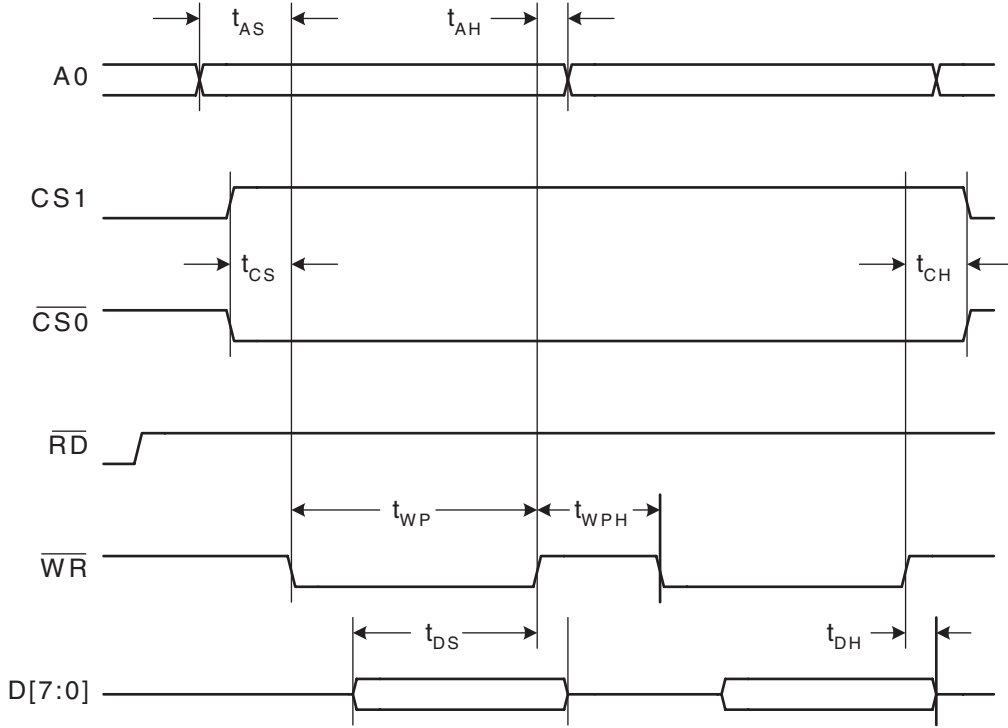 tAS tAH
A0
CS1
tCS tCH
CS0
RD
tWP tWPH
WR
tDS tDH
D[7:0]